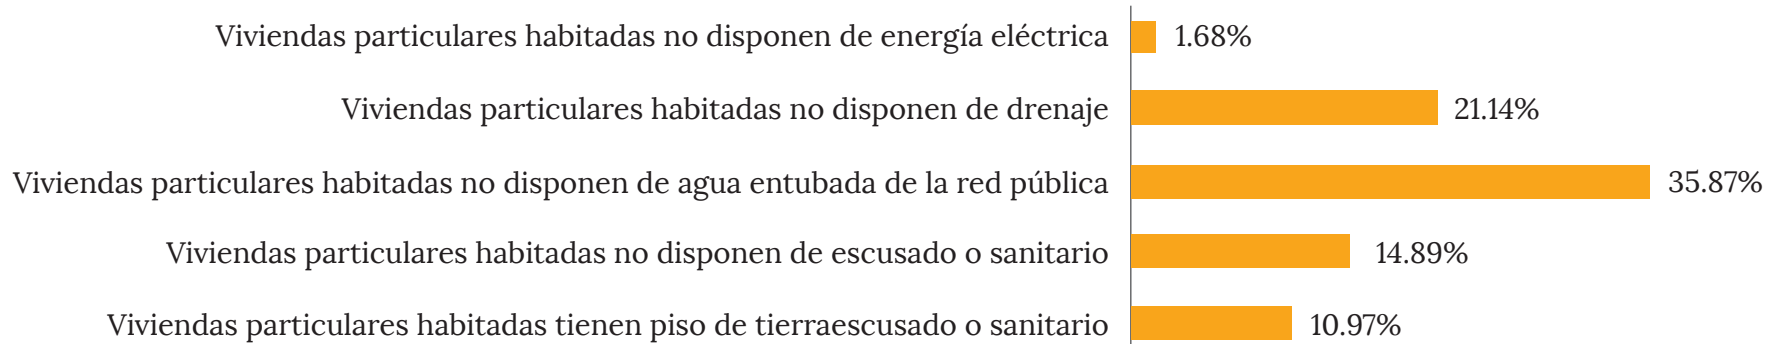 Viviendas particulares habitadas no disponen de energía eléctrica 1.68%
Viviendas particulares habitadas no disponen de drenaje 21.14%
Viviendas particulares habitadas no disponen de agua entubada de la red pública 35.87%
Viviendas particulares habitadas no disponen de escusado o sanitario 14.89%
Viviendas particulares habitadas tienen piso de tierraescusado o sanitario 10.97%